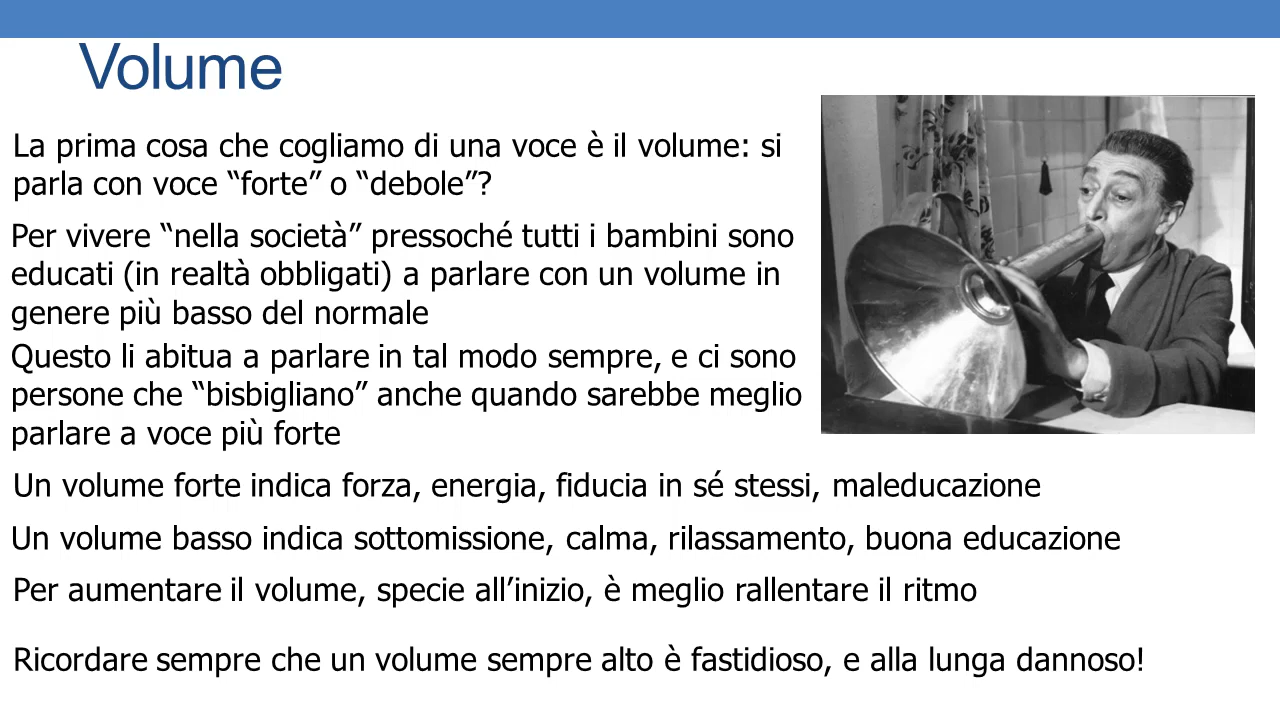 Volume
La prima cosa che cogliamo di una voce è il volume: si
parla con voce “forte” o “debole”?
Per vivere “nella società” pressoché tutti i bambini sono
educati (in realtà obbligati) a parlare con un volume in
genere più basso del normale
Questo li abitua a parlare in tal modo sempre, e ci sono
persone che “bisbigliano” anche quando sarebbe meglio
parlare a voce più forte
Un volume forte indica forza, energia, fiducia in sé stessi, maleducazione
Un volume basso indica sottomissione, calma, rilassamento, buona educazione
Per aumentare il volume, specie all’inizio, è meglio rallentare il ritmo
Ricordare sempre che un volume sempre alto è fastidioso, e alla lunga dannoso!